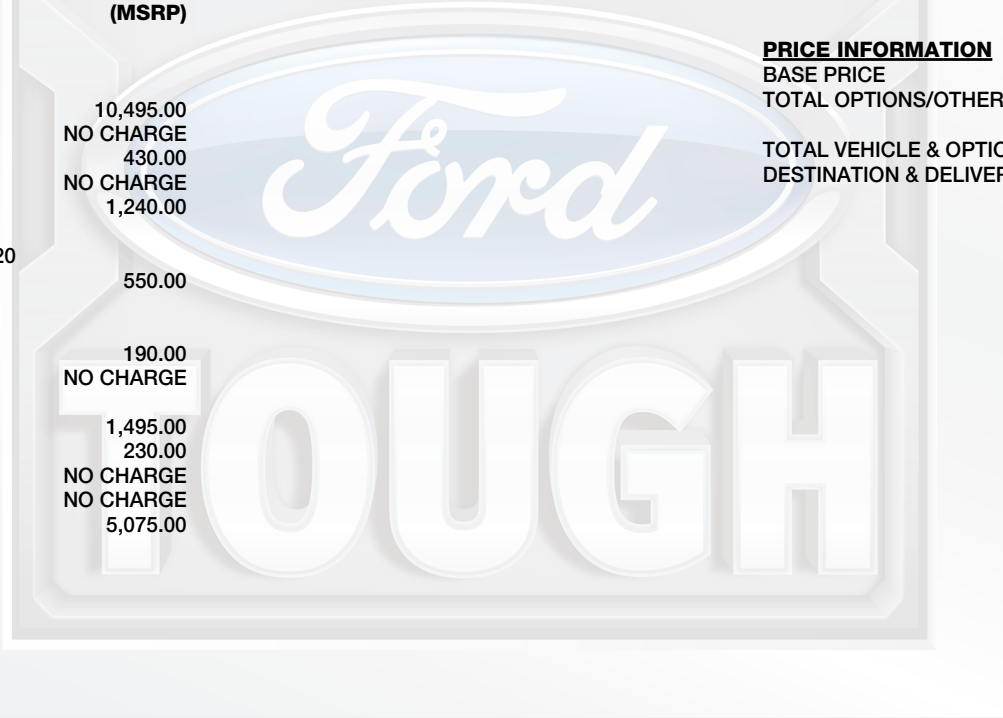 (MSRP)
10,495.00
NO CHARGE
430.00
NO CHARGE
1,240.00
20
550.00
190.00
NO CHARGE
1,495.00
230.00
NO CHARGE
NO CHARGE
5,075.00
PRICE INFORMATION
BASE PRICE
TOTAL OPTIONS/OTHER
TOTAL VEHICLE & OPTIO
DESTINATION & DELIVER
Ford
TOUGH